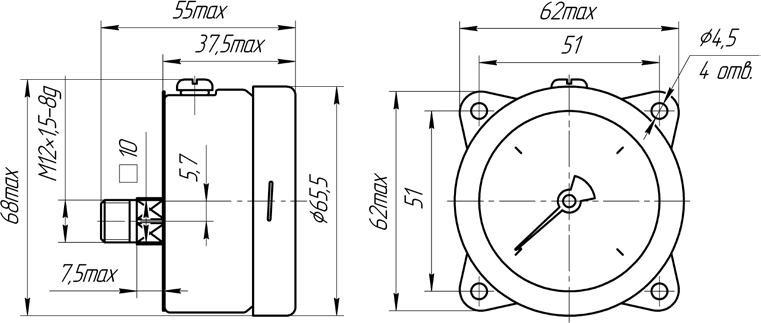 55max
37,5max
68max
M12×1,5-8g
□ 10
5,7
ϕ65,5
7,5max
62max
51
ϕ4,5
4 отв.
62max
51